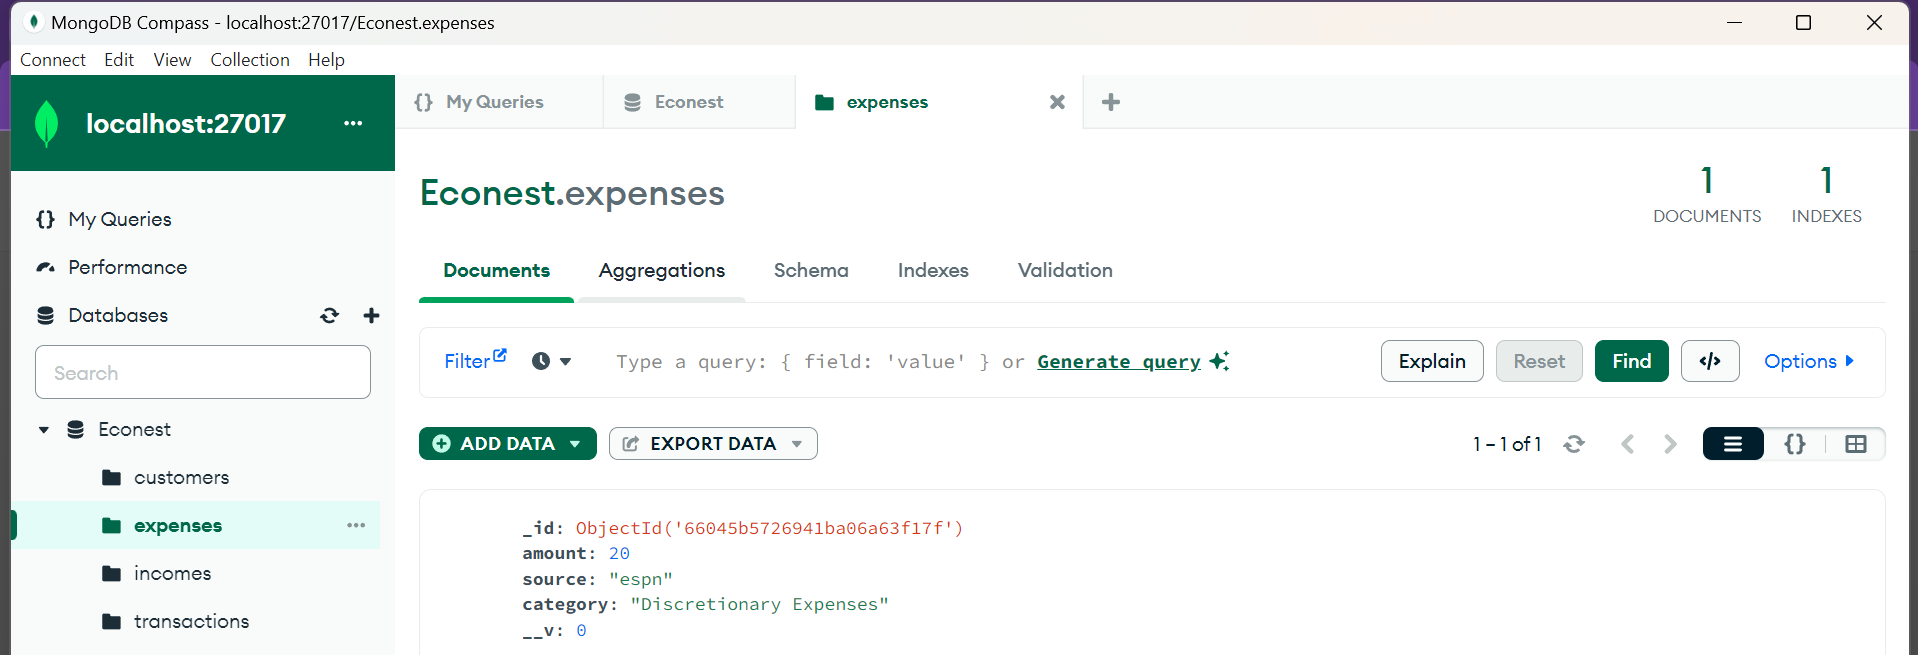 MongoDB Compass - localhost:27017/Econest.expenses
Connect Edit View Collection Help
localhost:27017 ...
My Queries
Performance
Databases
Search
Econest
customers
expenses ...
incomes
transactions
{} My Queries
Econest
expenses
Econest.expenses
1 DOCUMENTS
1 INDEXES
Documents Aggregations Schema Indexes Validation
Filter
Type a query: { field: 'value' } or Generate query
Explain Reset Find </> Options
ADD DATA EXPORT DATA
1 – 1 of 1
{}
_id: ObjectId('66045b5726941ba06a63f17f')
amount: 20
source: "espn"
category: "Discretionary Expenses"
__v: 0